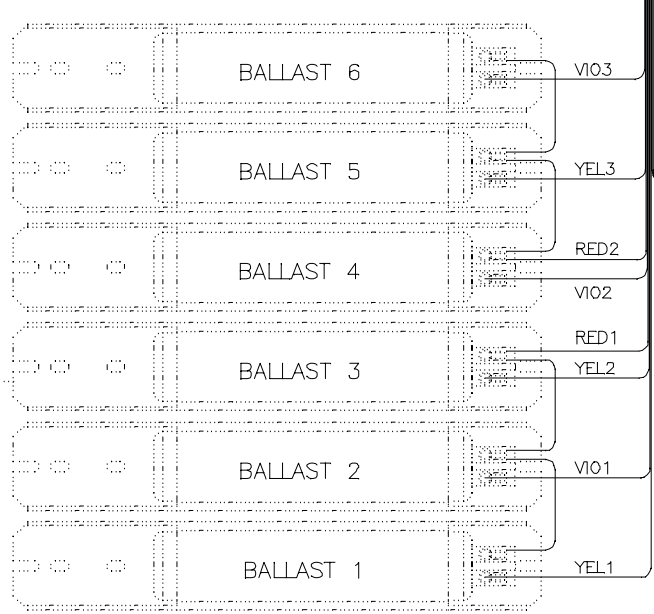 BALLAST 6 VIO3
BALLAST 5 YEL3
RED2
BALLAST 4
VIO2
RED1
BALLAST 3 YEL2
BALLAST 2 VIO1
BALLAST 1 YEL1